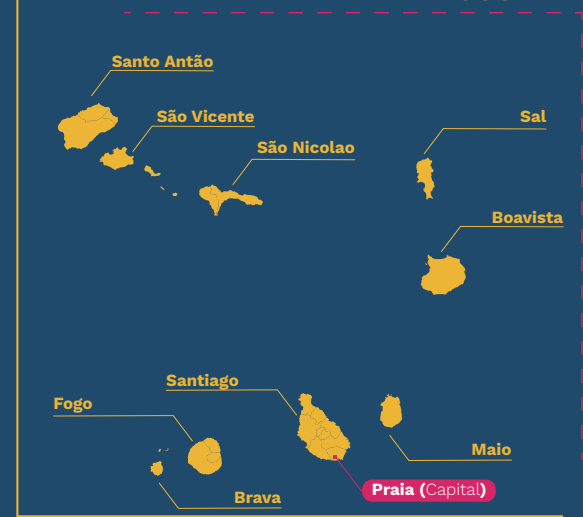 Santo Antão
São Vicente
São Nicolao
Sal
Boavista
Santiago
Fogo
Maio
Praia (Capital)
Brava